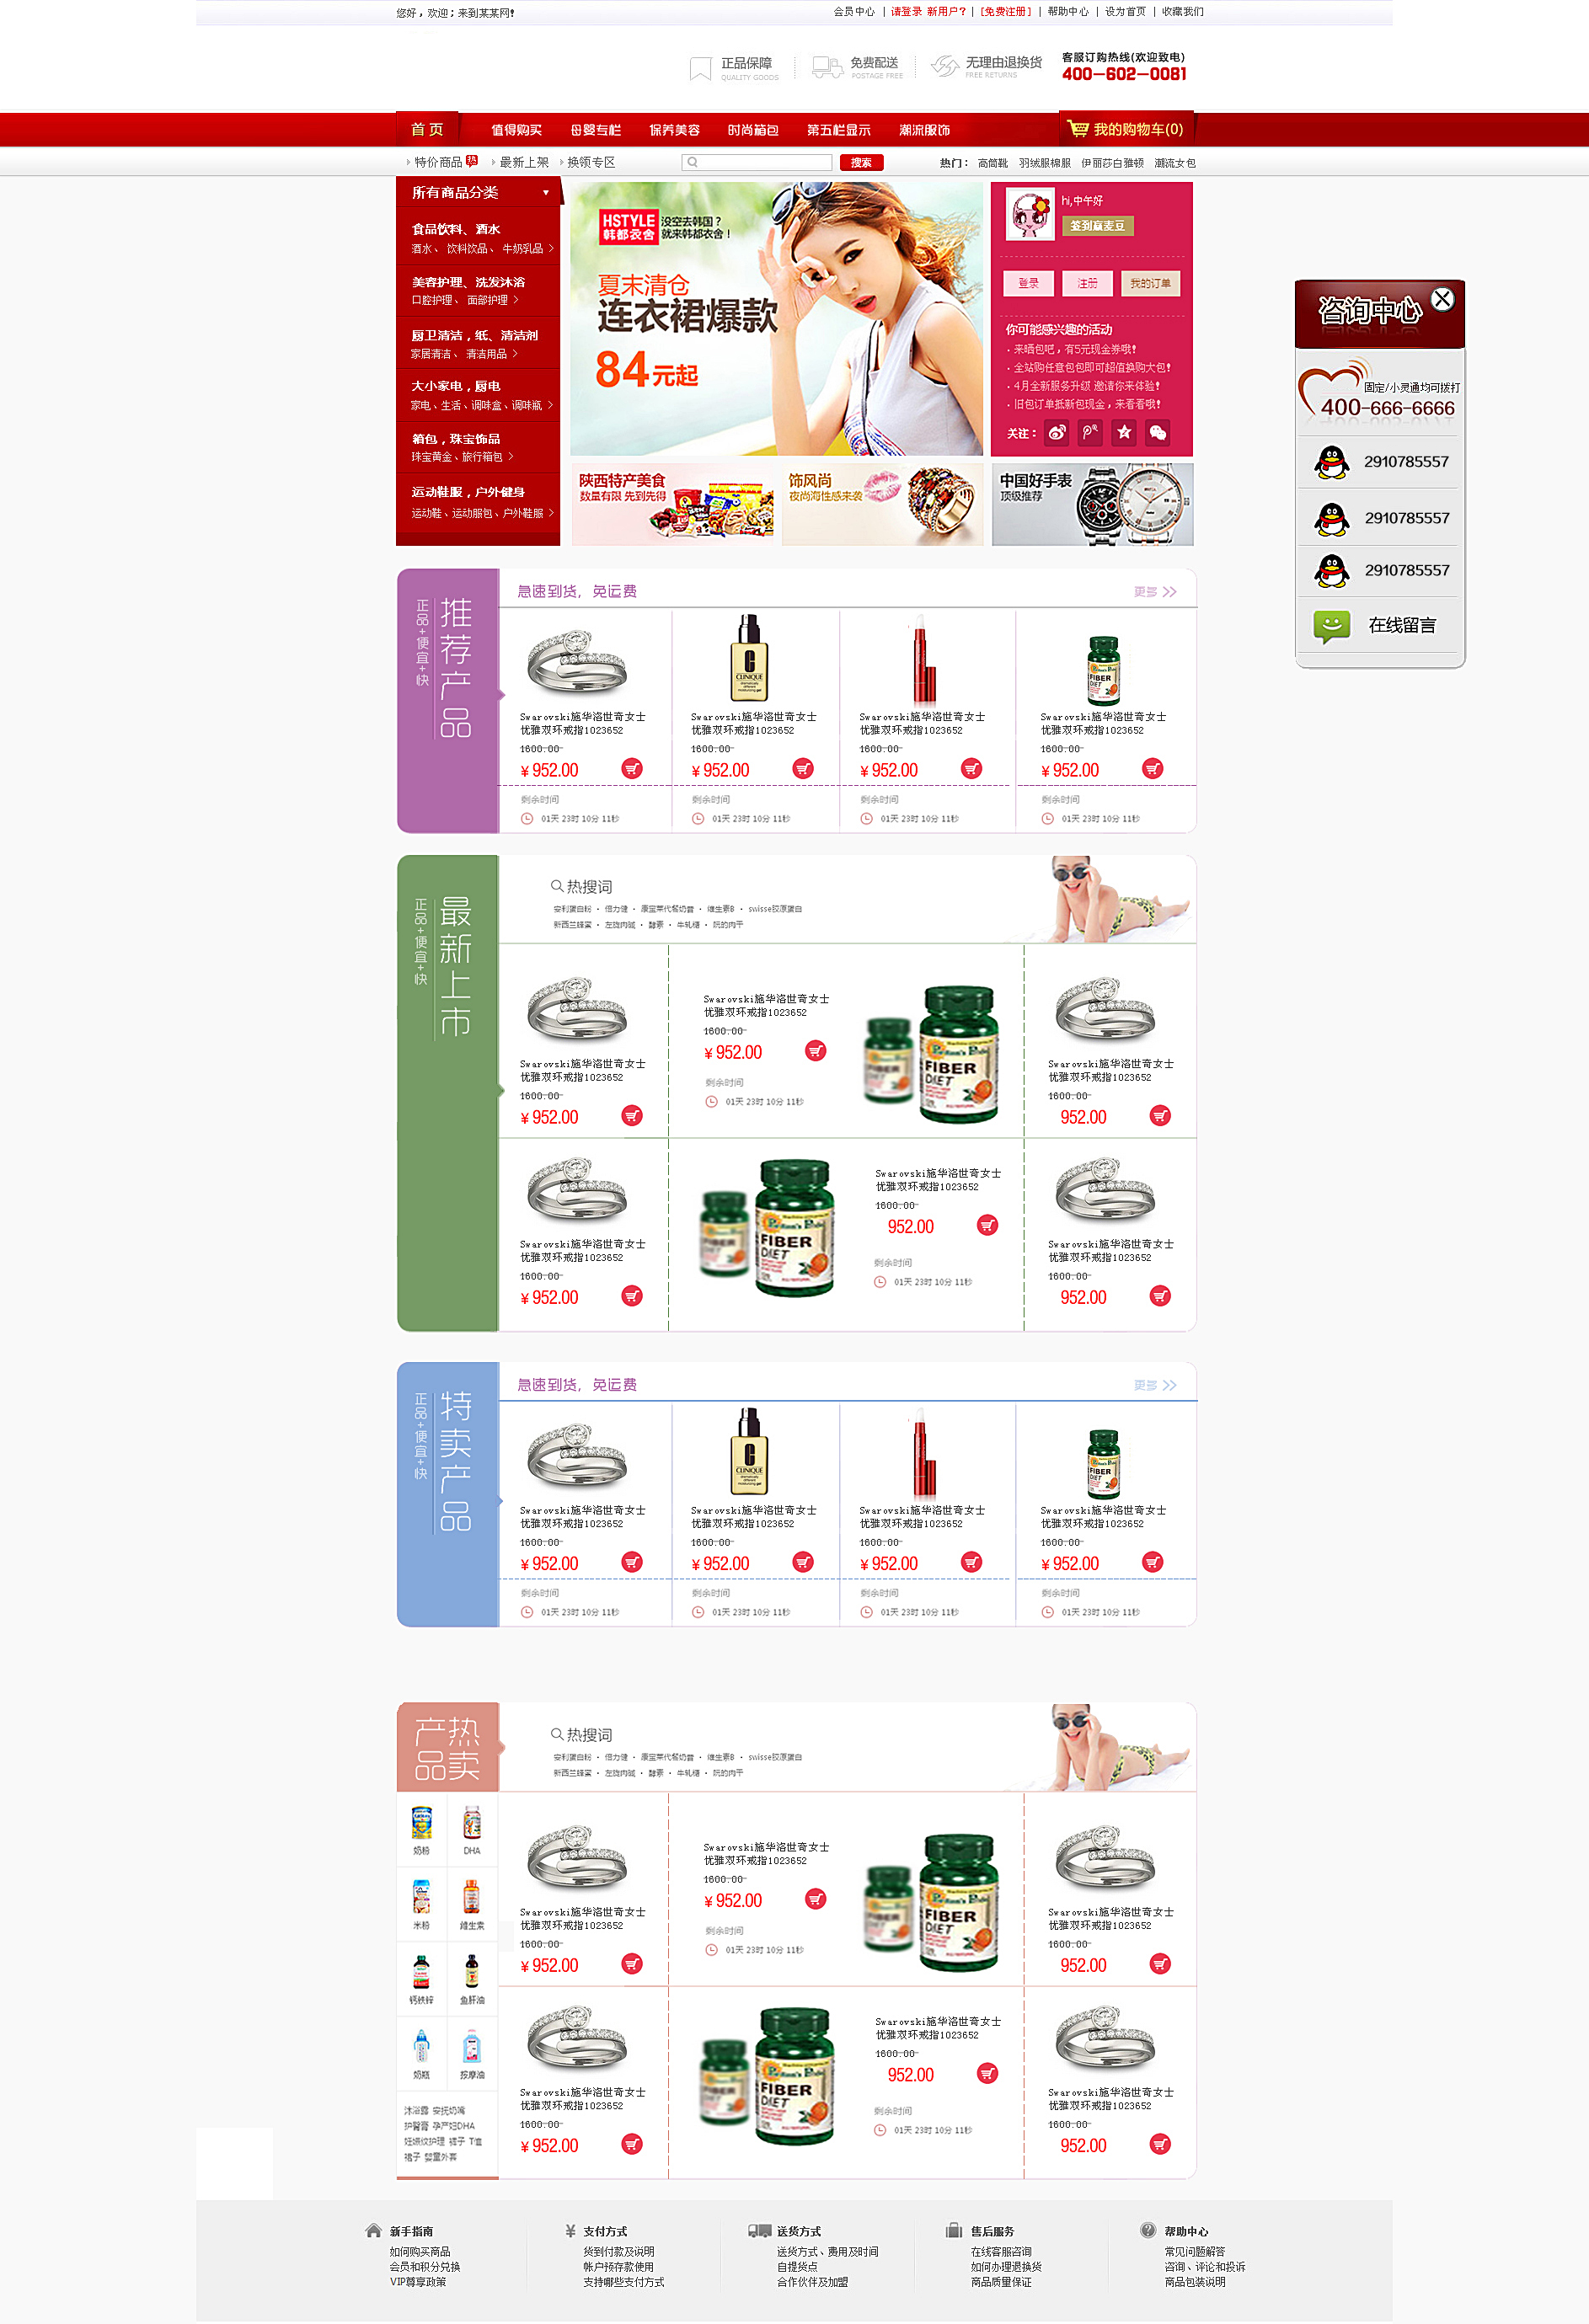 您好，欢迎；来到某某网！
会员中心 | 请登录 新用户？ | [免费注册] | 帮助中心 | 设为首页 | 收藏我们
正品保障
QUALITY GOODS
免费配送
POSTAGE FREE
无理由退换货
FREE RETURNS
客服订购热线(欢迎致电)
400-602-0081
首 页 值得购买 母婴专栏 保养美容 时尚箱包 第五栏显示 潮流服饰 我的购物车(0)
特价商品 热 最新上架 换领专区 搜索 热门： 高筒靴 羽绒服棉服 伊丽莎白雅顿 潮流女包
所有商品分类
食品饮料、酒水
酒水、 饮料饮品、 牛奶乳品 >
美容护理、洗发沐浴
口腔护理、 面部护理 >
厨卫清洁，纸、清洁剂
家居清洁、 清洁用品 >
大小家电，厨电
家电、生活、调味盒、调味瓶 >
箱包，珠宝饰品
珠宝黄金、旅行箱包 >
运动鞋服，户外健身
运动鞋、运动服包、户外鞋服 >
HSTYLE
韩都衣舍
没空去韩国？
就来韩都衣舍！
夏末清仓
连衣裙爆款
84元起
hi,中午好
签到赢麦豆
登录 注册 我的订单
你可能感兴趣的活动
· 来晒包吧，有5元现金券哦！
· 全站购任意包包即可超值换购大包！
· 4月全新服务升级 邀请你来体验！
· 旧包订单抵新包现金，来看看哦！
关注：
陕西特产美食
数量有限 先到先得
饰风尚
夜尚海性感来袭
中国好手表
顶级推荐
咨询中心
固定/小灵通均可拨打
400-666-6666
2910785557
2910785557
2910785557
在线留言
推荐产品
正品+便宜+快
急速到货，免运费 更多 >>
CLINIQUE
FIBER
DIET
Swarovski施华洛世奇女士 Swarovski施华洛世奇女士 Swarovski施华洛世奇女士 Swarovski施华洛世奇女士
优雅双环戒指1023652 优雅双环戒指1023652 优雅双环戒指1023652 优雅双环戒指1023652
1600.00 1600.00 1600.00 1600.00
¥ 952.00 ¥ 952.00 ¥ 952.00 ¥ 952.00
剩余时间 剩余时间 剩余时间 剩余时间
01天 23时 10分 11秒 01天 23时 10分 11秒 01天 23时 10分 11秒 01天 23时 10分 11秒
最新上市
正品+便宜+快
热搜词
安利蛋白粉 • 倍力健 • 康宝莱代餐奶昔 • 维生素B • swisse胶原蛋白
新西兰蜂蜜 • 左旋肉碱 • 酵素 • 牛轧糖 •
Swarovski施华洛世奇女士
优雅双环戒指1023652
1600.00
¥ 952.00
Swarovski施华洛世奇女士
优雅双环戒指1023652
1600.00
¥ 952.00
剩余时间
01天 23时 10分 11秒
FIBER
DIET
Swarovski施华洛世奇女士
优雅双环戒指1023652
1600.00
952.00
Swarovski施华洛世奇女士
优雅双环戒指1023652
1600.00
¥ 952.00
FIBER
DIET
Swarovski施华洛世奇女士
优雅双环戒指1023652
1600.00
952.00
剩余时间
01天 23时 10分 11秒
Swarovski施华洛世奇女士
优雅双环戒指1023652
1600.00
952.00
特卖产品
正品+便宜+快
急速到货，免运费 更多 >>
CLINIQUE
FIBER
DIET
Swarovski施华洛世奇女士 Swarovski施华洛世奇女士 Swarovski施华洛世奇女士 Swarovski施华洛世奇女士
优雅双环戒指1023652 优雅双环戒指1023652 优雅双环戒指1023652 优雅双环戒指1023652
1600.00 1600.00 1600.00 1600.00
¥ 952.00 ¥ 952.00 ¥ 952.00 ¥ 952.00
剩余时间 剩余时间 剩余时间 剩余时间
01天 23时 10分 11秒 01天 23时 10分 11秒 01天 23时 10分 11秒 01天 23时 10分 11秒
热卖产品
热搜词
安利蛋白粉 • 倍力健 • 康宝莱代餐奶昔 • 维生素B • swisse胶原蛋白
新西兰蜂蜜 • 左旋肉碱 • 酵素 • 牛轧糖 •
奶粉 DHA
米粉 维生素
钙铁锌 鱼肝油
奶瓶 按摩油
沐浴露 安抚奶嘴
护臀膏 孕产妇DHA
妊娠纹护理 裤子 T恤
裙子 婴童外套
Swarovski施华洛世奇女士
优雅双环戒指1023652
1600.00
¥ 952.00
Swarovski施华洛世奇女士
优雅双环戒指1023652
1600.00
¥ 952.00
剩余时间
01天 23时 10分 11秒
FIBER
DIET
Swarovski施华洛世奇女士
优雅双环戒指1023652
1600.00
952.00
Swarovski施华洛世奇女士
优雅双环戒指1023652
1600.00
¥ 952.00
FIBER
DIET
Swarovski施华洛世奇女士
优雅双环戒指1023652
1600.00
952.00
剩余时间
01天 23时 10分 11秒
Swarovski施华洛世奇女士
优雅双环戒指1023652
1600.00
952.00
新手指南 ¥ 支付方式 送货方式 售后服务 ? 帮助中心
如何购买商品 货到付款及说明 送货方式、费用及时间 在线客服咨询 常见问题解答
会员和积分兑换 帐户预存款使用 自提货点 如何办理退换货 咨询、评论和投诉
VIP尊享政策 支持哪些支付方式 合作伙伴及加盟 商品质量保证 商品包装说明